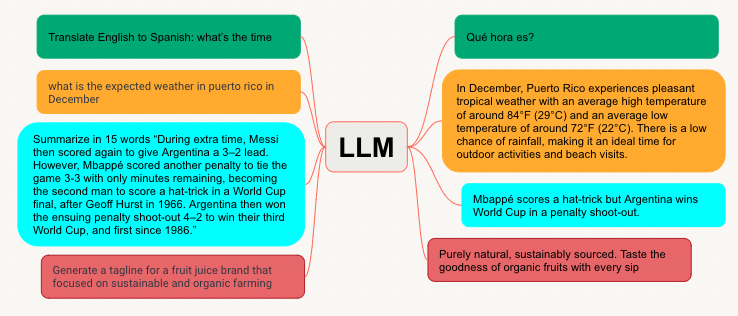 Translate English to Spanish: what's the time
what is the expected weather in puerto rico in
December
Summarize in 15 words “During extra time, Messi
then scored again to give Argentina a 3–2 lead.
However, Mbappé scored another penalty to tie the
game 3-3 with only minutes remaining, becoming
the second man to score a hat-trick in a World Cup
final, after Geoff Hurst in 1966. Argentina then won
the ensuing penalty shoot-out 4–2 to win their third
World Cup, and first since 1986.”
Generate a tagline for a fruit juice brand that
focused on sustainable and organic farming
LLM
Qué hora es?
In December, Puerto Rico experiences pleasant
tropical weather with an average high temperature
of around 84°F (29°C) and an average low
temperature of around 72°F (22°C). There is a low
chance of rainfall, making it an ideal time for
outdoor activities and beach visits.
Mbappé scores a hat-trick but Argentina wins
World Cup in a penalty shoot-out.
Purely natural, sustainably sourced. Taste the
goodness of organic fruits with every sip